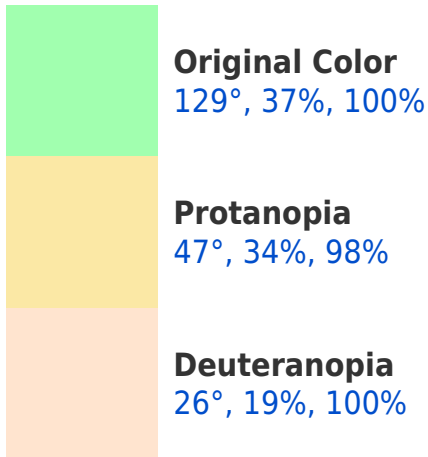 Original Color
129°, 37%, 100%
Protanopia
47°, 34%, 98%
Deuteranopia
26°, 19%, 100%